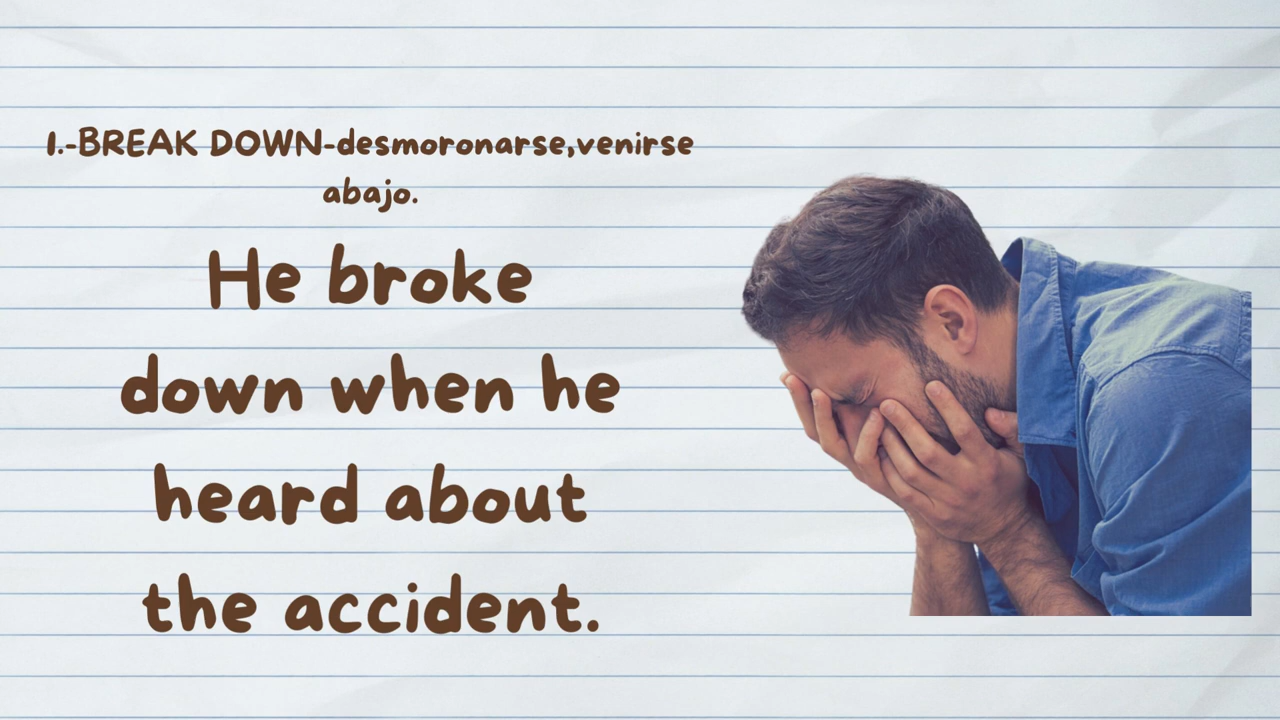 1.-BREAK DOWN-desmoronarse,venirse
abajo.
He broke
down when he
heard about
the accident.